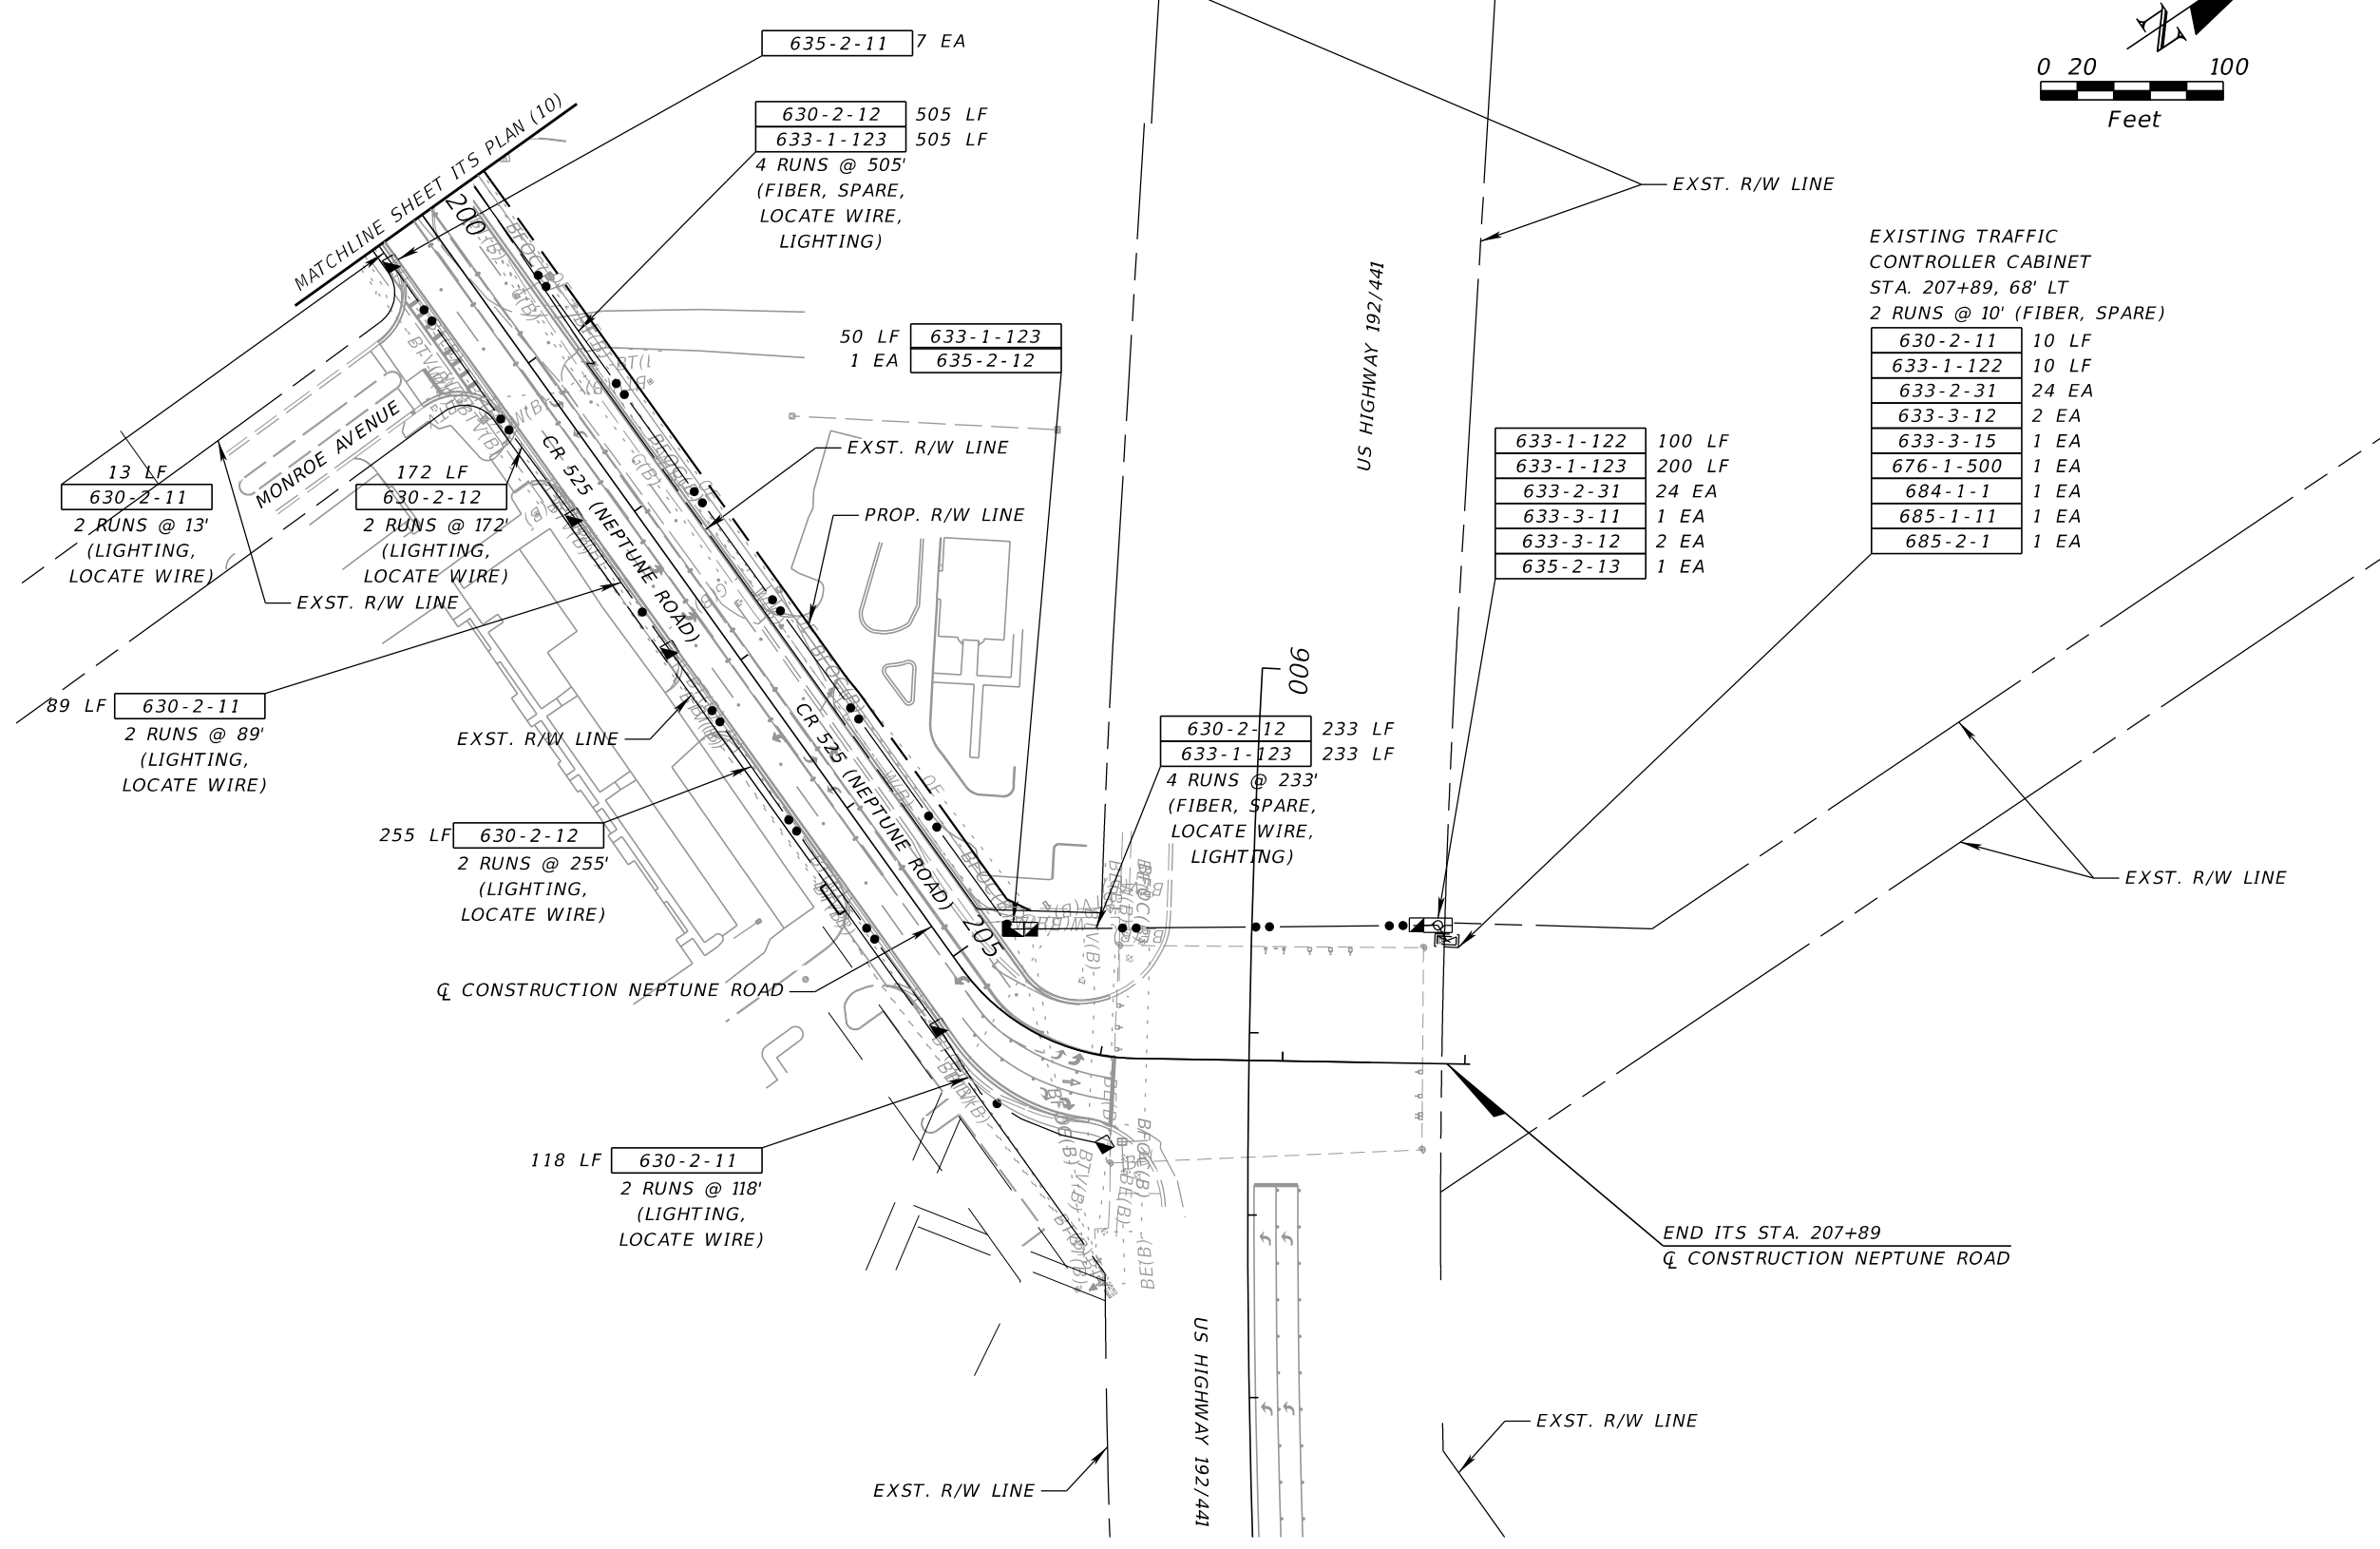 635-2-11 7 EA
0 20 100
Feet
MATCHLINE SHEET ITS PLAN (10)
630-2-12 505 LF
633-1-123 505 LF
4 RUNS @ 505'
(FIBER, SPARE,
LOCATE WIRE,
LIGHTING)
EXST. R/W LINE
200
50 LF 633-1-123
1 EA 635-2-12
US HIGHWAY 192/441
EXISTING TRAFFIC
CONTROLLER CABINET
STA. 207+89, 68' LT
2 RUNS @ 10' (FIBER, SPARE)
630-2-11 10 LF
633-1-122 10 LF
633-2-31 24 EA
633-3-12 2 EA
633-3-15 1 EA
676-1-500 1 EA
684-1-1 1 EA
685-1-11 1 EA
685-2-1 1 EA
633-1-122 100 LF
633-1-123 200 LF
633-2-31 24 EA
633-3-11 1 EA
633-3-12 2 EA
635-2-13 1 EA
MONROE AVENUE
13 LF
630-2-11
2 RUNS @ 13'
(LIGHTING,
LOCATE WIRE)
172 LF
630-2-12
2 RUNS @ 172'
(LIGHTING,
LOCATE WIRE)
EXST. R/W LINE
CR 525 (NEPTUNE ROAD)
EXST. R/W LINE
PROP. R/W LINE
89 LF 630-2-11
2 RUNS @ 89'
(LIGHTING,
LOCATE WIRE)
EXST. R/W LINE
CR 525 (NEPTUNE ROAD)
900
630-2-12 233 LF
633-1-123 233 LF
4 RUNS @ 233'
(FIBER, SPARE,
LOCATE WIRE,
LIGHTING)
255 LF 630-2-12
2 RUNS @ 255'
(LIGHTING,
LOCATE WIRE)
205
EXST. R/W LINE
℄ CONSTRUCTION NEPTUNE ROAD
118 LF 630-2-11
2 RUNS @ 118'
(LIGHTING,
LOCATE WIRE)
END ITS STA. 207+89
℄ CONSTRUCTION NEPTUNE ROAD
US HIGHWAY 192/441
EXST. R/W LINE
EXST. R/W LINE